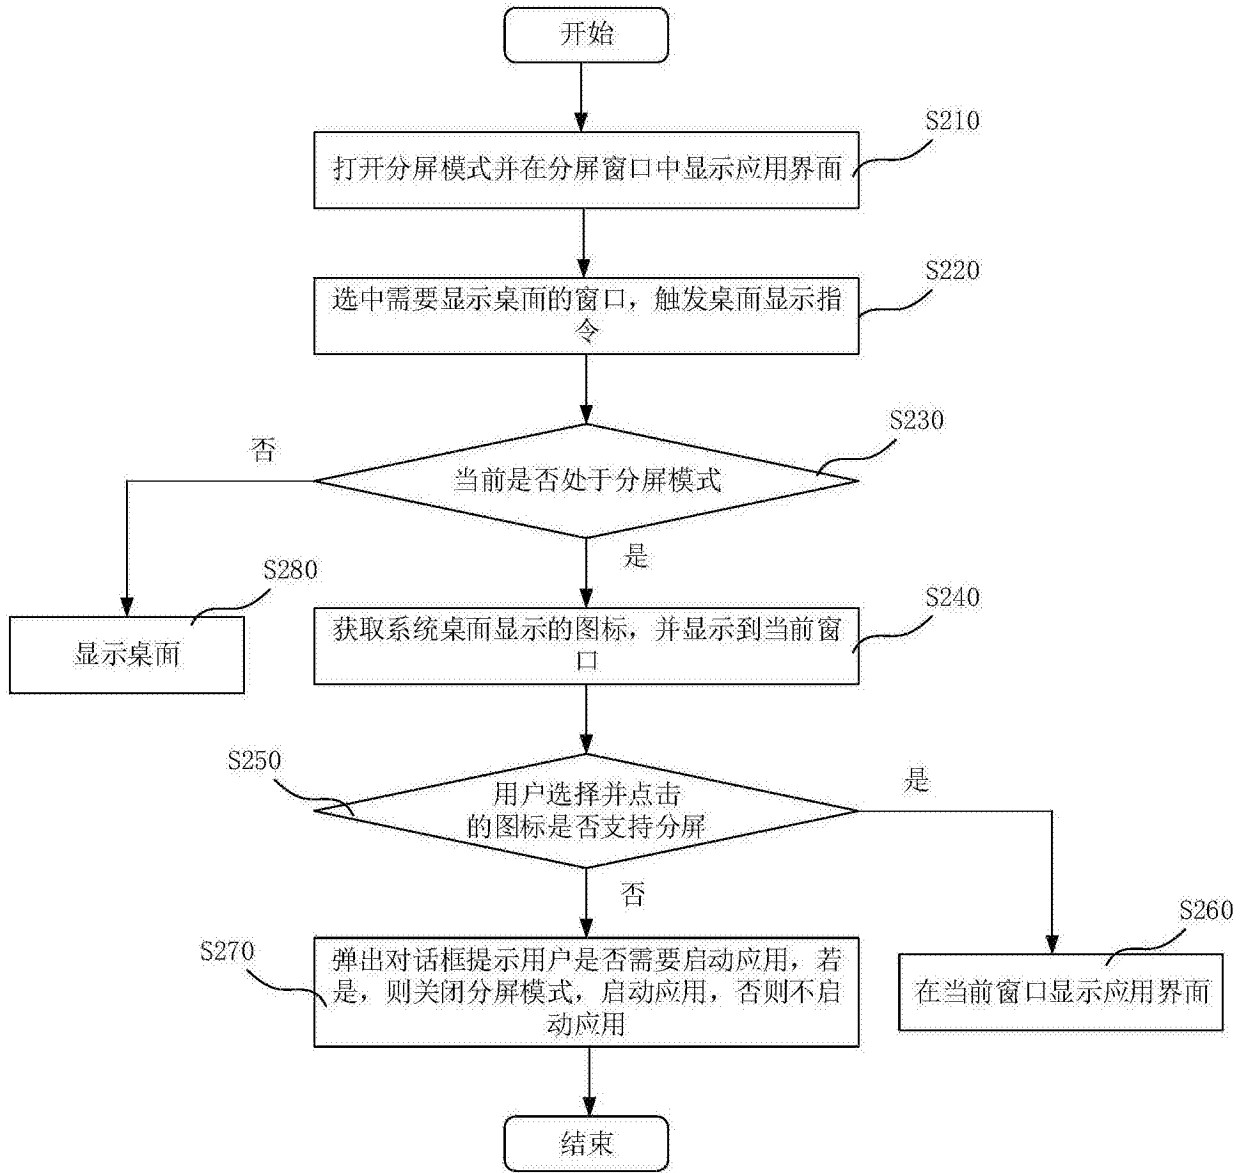 开始
S210
打开分屏模式并在分屏窗口中显示应用界面
S220
选中需要显示桌面的窗口，触发桌面显示指
令
S230
否
当前是否处于分屏模式
是
S280
显示桌面
S240
获取系统桌面显示的图标，并显示到当前窗
口
S250
用户选择并点击
的图标是否支持分屏
是
否
S260
在当前窗口显示应用界面
S270
弹出对话框提示用户是否需要启动应用，若
是，则关闭分屏模式，启动应用，否则不启
动应用
结束